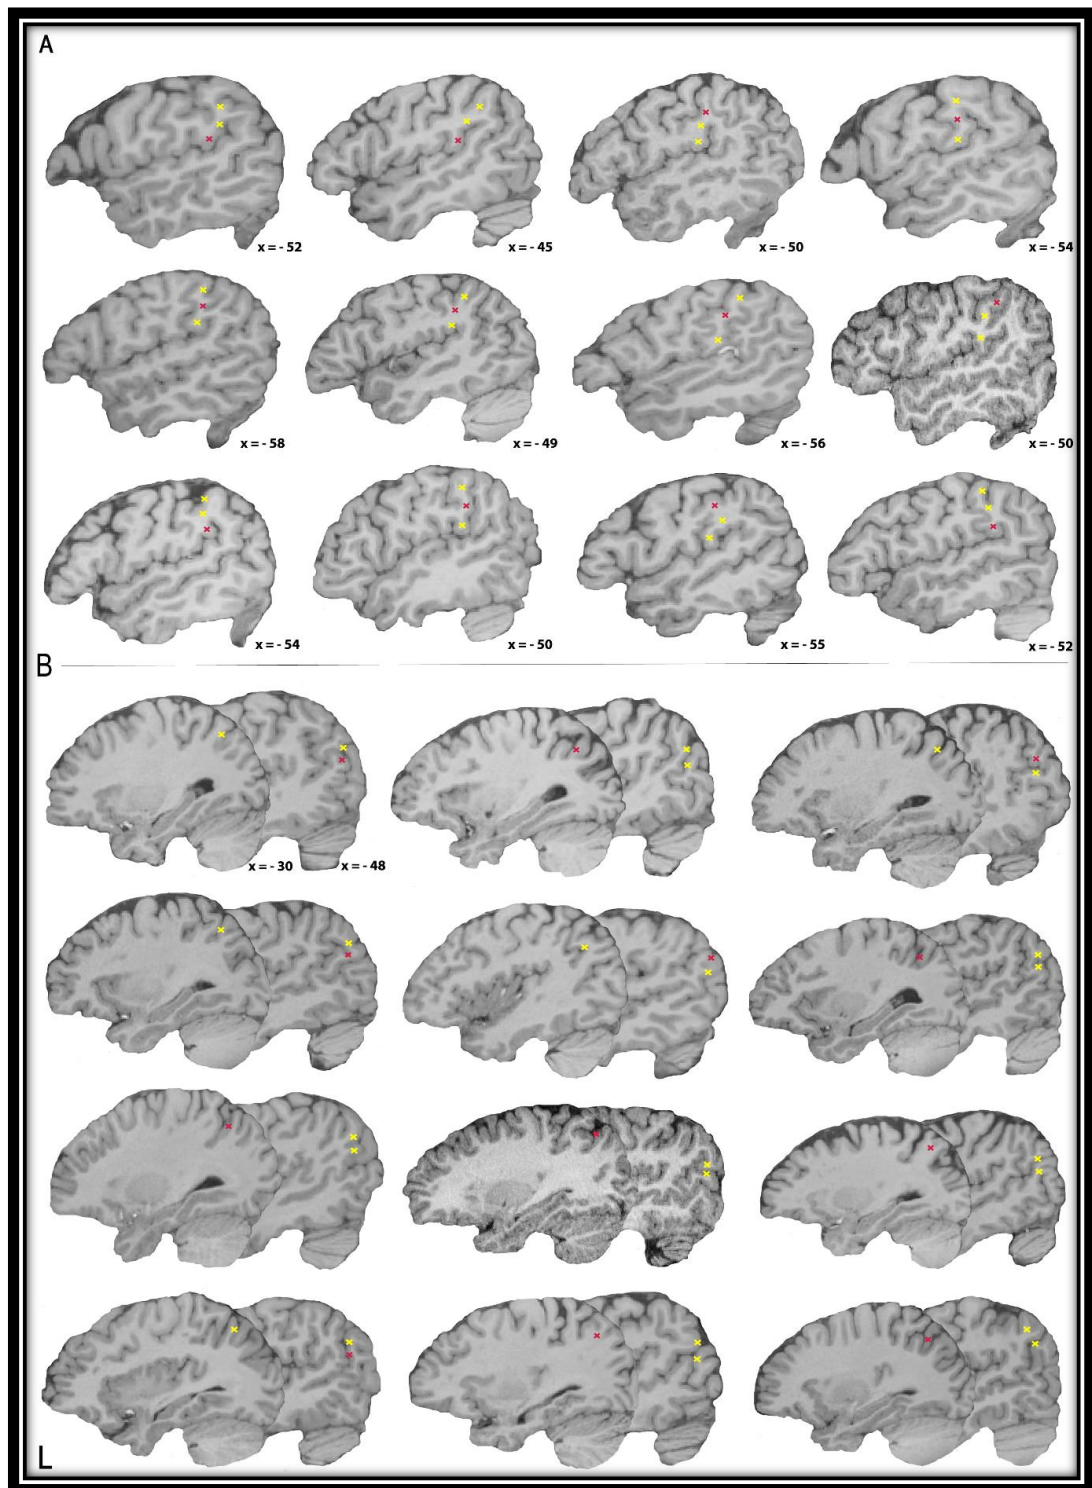 A
x = - 52
x = - 45
x = - 50
x = - 54
x = - 58
x = - 49
x = - 56
x = - 50
x = - 54
x = - 50
x = - 55
x = - 52
B
x = - 30
x = - 48
L